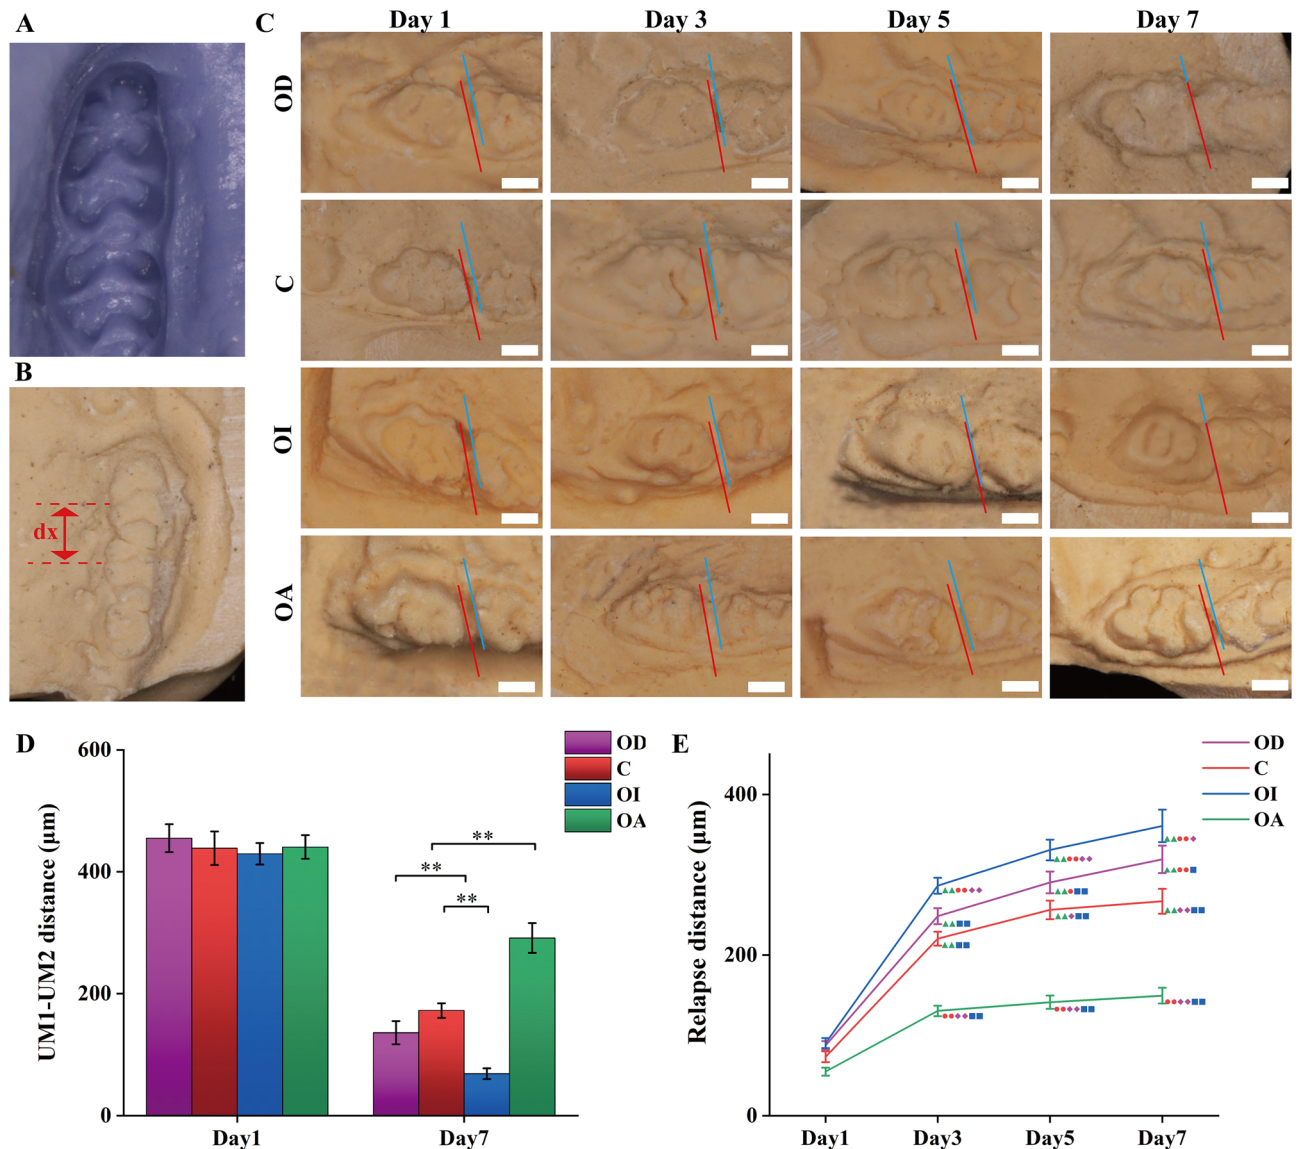 A
C
Day 1
Day 3
Day 5
Day 7
OD
C
OI
OA
B
dx
D
UM1-UM2 distance (μm)
600
400
200
0
Day1
Day7
**
**
**
OD
C
OI
OA
E
Relapse distance (μm)
400
200
0
Day1
Day3
Day5
Day7
OD
C
OI
OA